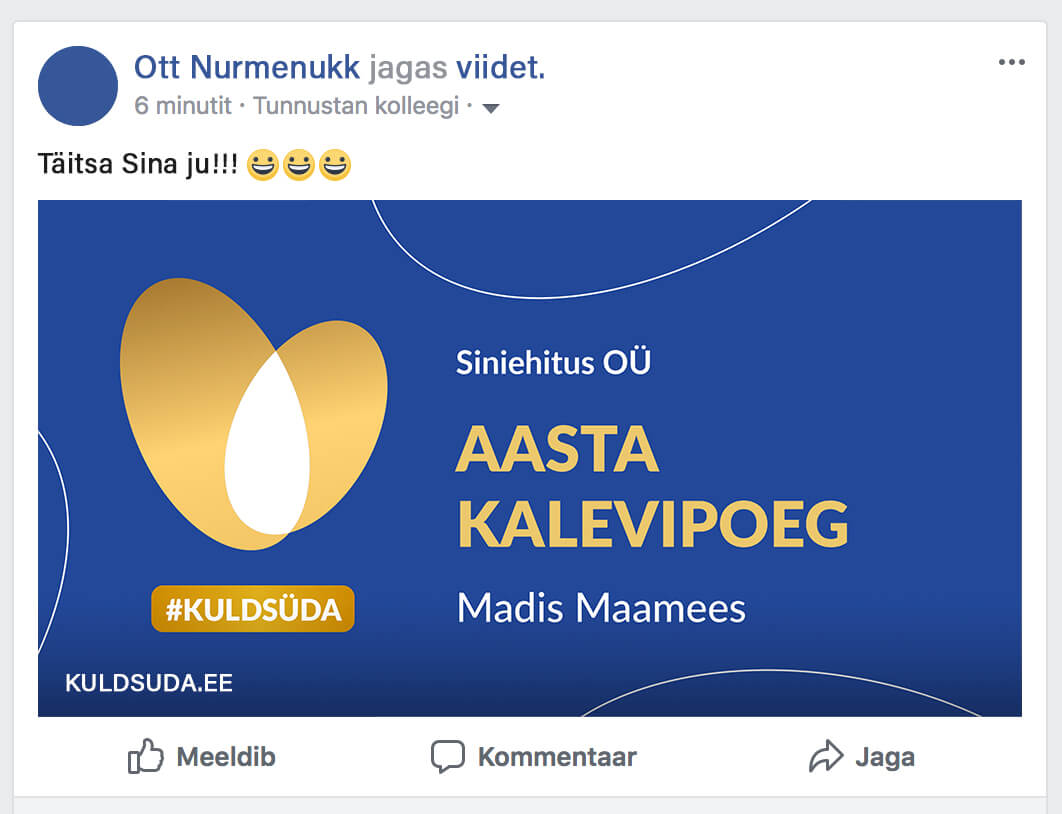 Ott Nurmenukk jagas viidet.
6 minutit · Tunnustan kolleegi ·
Täitsa Sina ju!!! 😀😀😀
Siniehitus OÜ
AASTA
KALEVIPOEG
Madis Maamees
#KULDSÜDA
KULDSUDA.EE
Meeldib
Kommentaar
Jaga